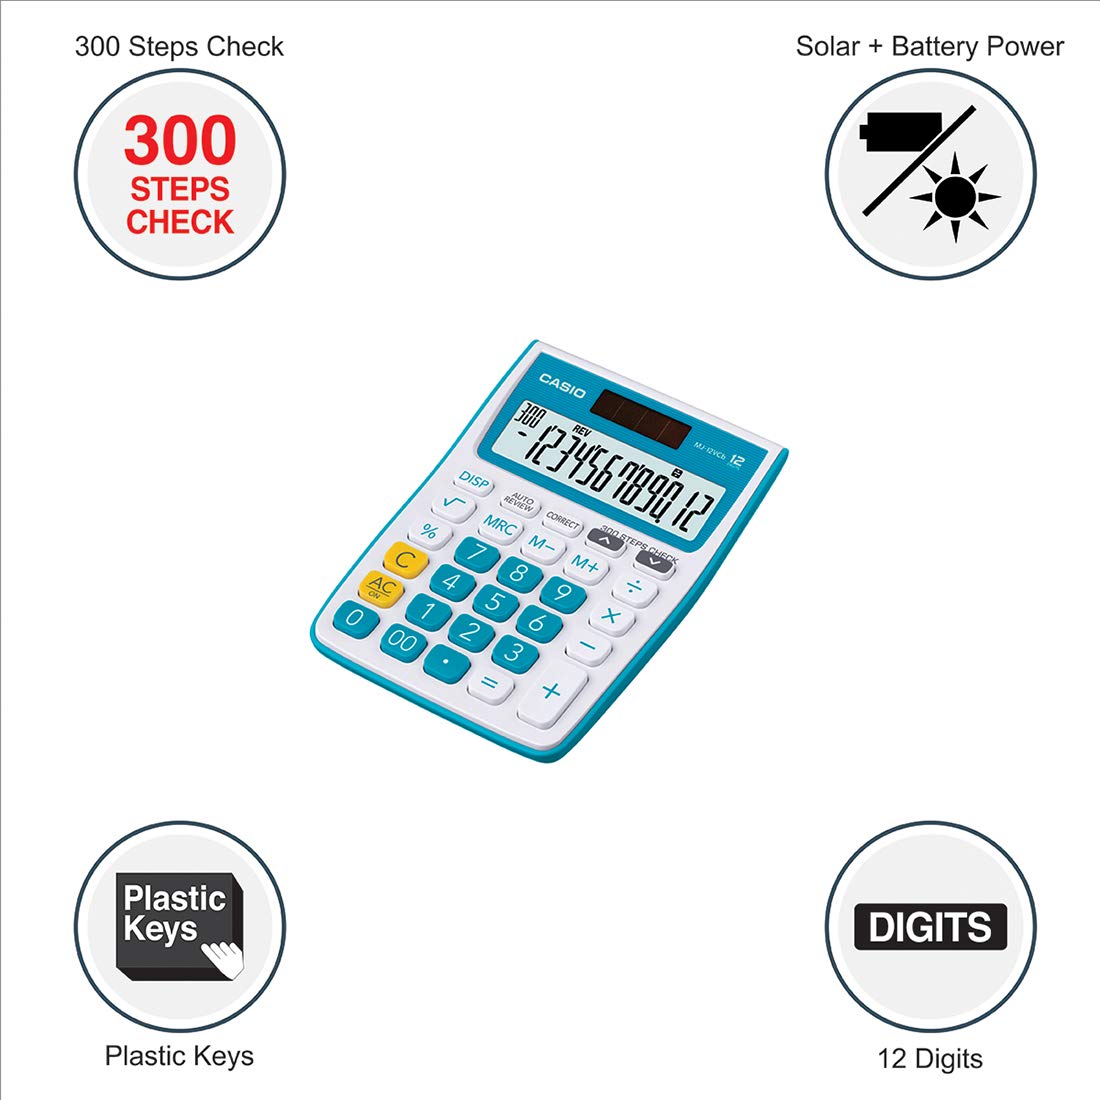 300 Steps Check
Solar + Battery Power
300
STEPS
CHECK
CASIO
MJ-12VCb
12
300
REV
-123456789012
DISP
AUTO
REVIEW
CORRECT
300 STEPS CHECK
√
MRC
M−
M+
%
7
8
9
÷
C
4
5
6
×
AC
ON
1
2
3
−
0
00
.
=
+
Plastic
Keys
DIGITS
Plastic Keys
12 Digits